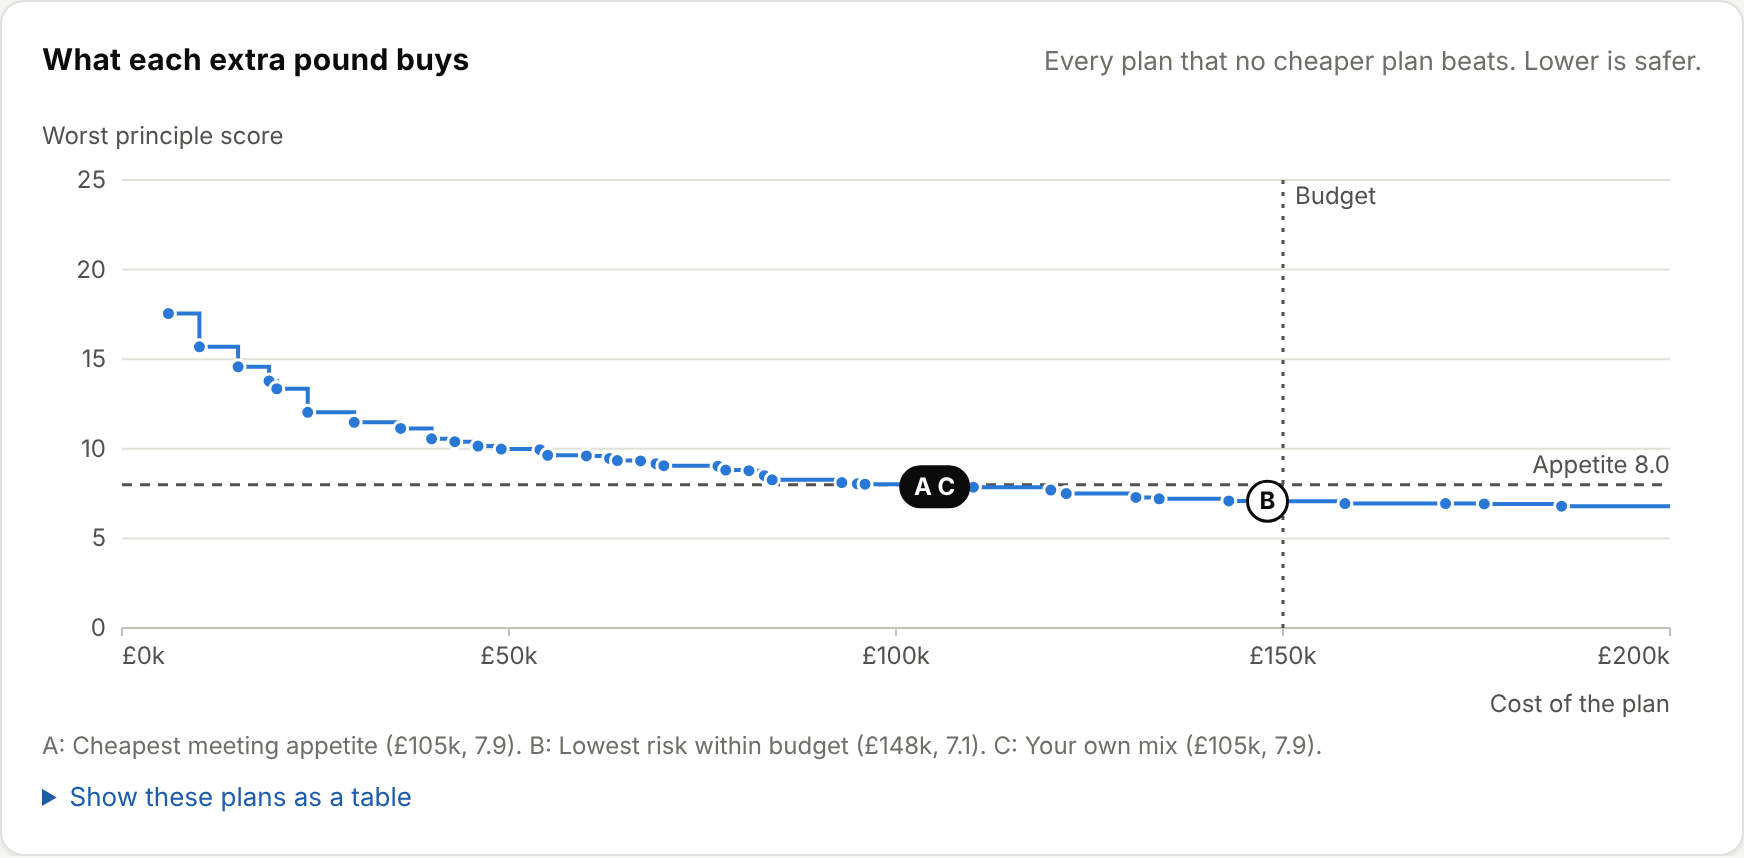 What each extra pound buys
Every plan that no cheaper plan beats. Lower is safer.
Worst principle score
25
Budget
20
15
10
Appetite 8.0
A C
B
5
0
£0k
£50k
£100k
£150k
£200k
Cost of the plan
A: Cheapest meeting appetite (£105k, 7.9). B: Lowest risk within budget (£148k, 7.1). C: Your own mix (£105k, 7.9).
Show these plans as a table